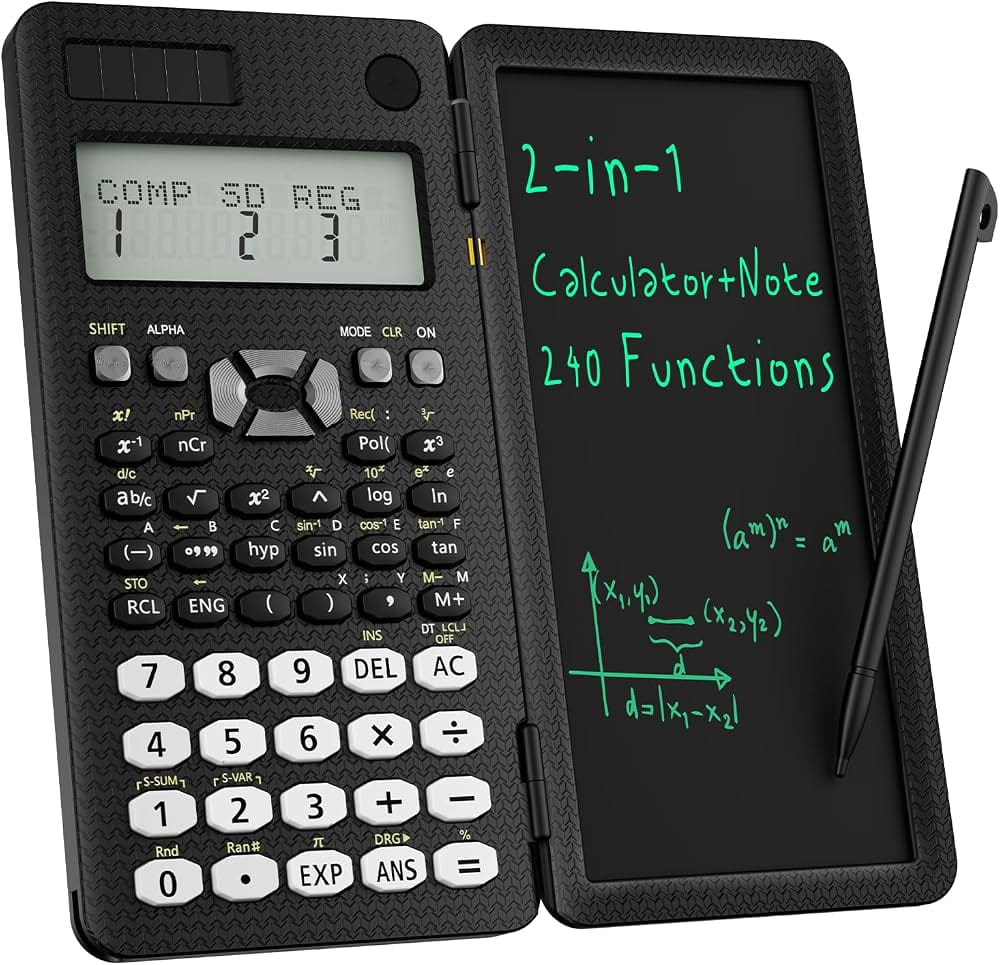 COMP SD REG
1 2 3
SHIFT ALPHA MODE CLR ON
x! nPr Rec( : ³√
x⁻¹ nCr Pol( x³
d/c ˣ√ 10ˣ eˣ e
ab/c √ x² ^ log ln
A ← B C sin⁻¹ D cos⁻¹ E tan⁻¹ F
(—) °’’’ hyp sin cos tan
STO ← X ; Y M– M
RCL ENG ( ) , M+
INS DT CL OFF
7 8 9 DEL AC
4 5 6 × ÷
S-SUM S-VAR
1 2 3 + −
Rnd Ran# π DRG▶ %
0 • EXP ANS =
2-in-1
Calculator+Note
240 Functions
(aᵐ)ⁿ = aᵐ
(x₁,y₁)
(x₂,y₂)
d
d=|x₁-x₂|